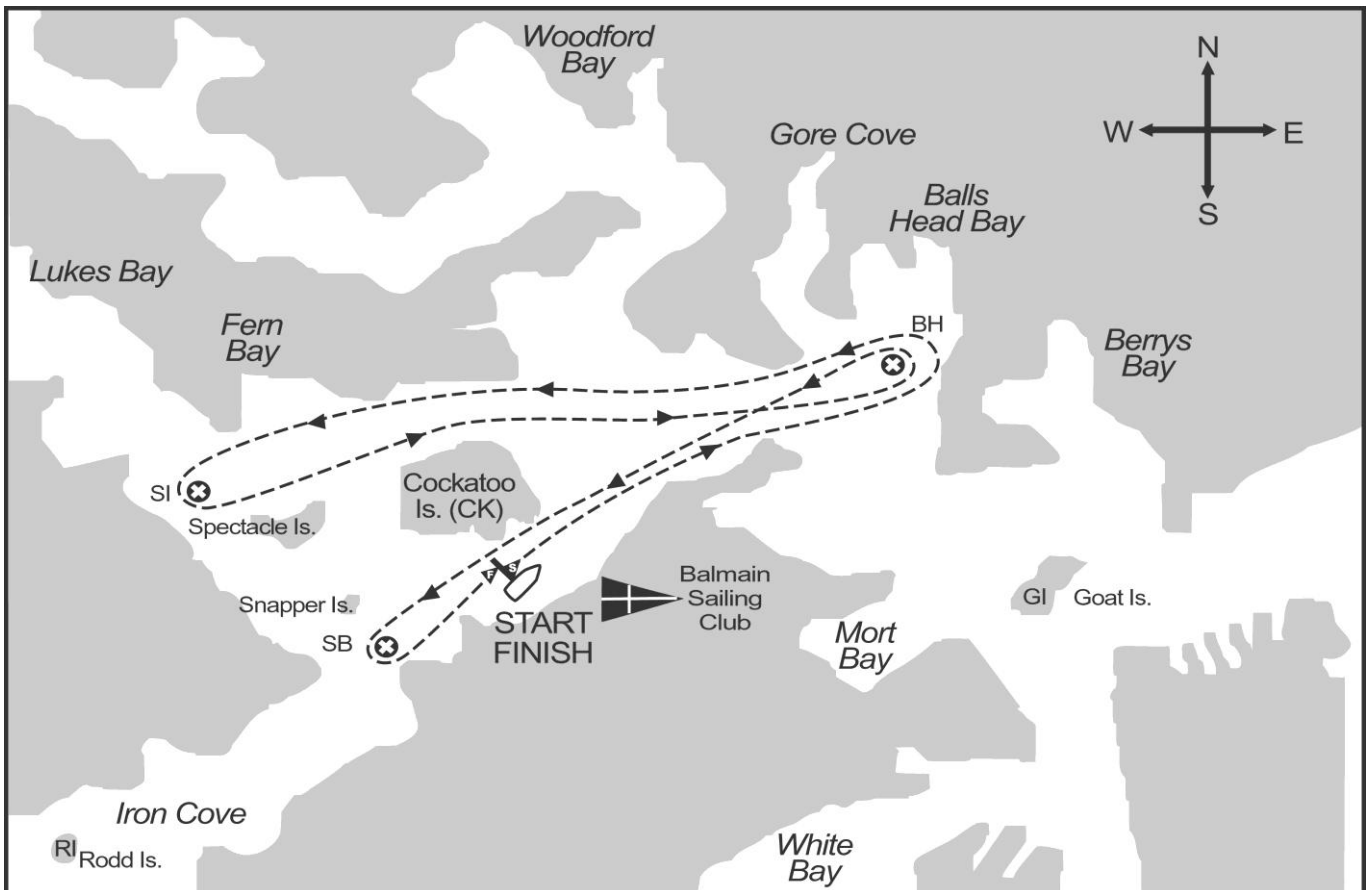 Woodford
Bay
N
W
E
S
Gore Cove
Balls
Head Bay
Lukes Bay
Fern
Bay
BH
Berrys
Bay
SI
Cockatoo
Is. (CK)
Spectacle Is.
F
S
Snapper Is.
START
FINISH
SB
Balmain
Sailing
Club
GI
Goat Is.
Mort
Bay
Iron Cove
RI
Rodd Is.
White
Bay